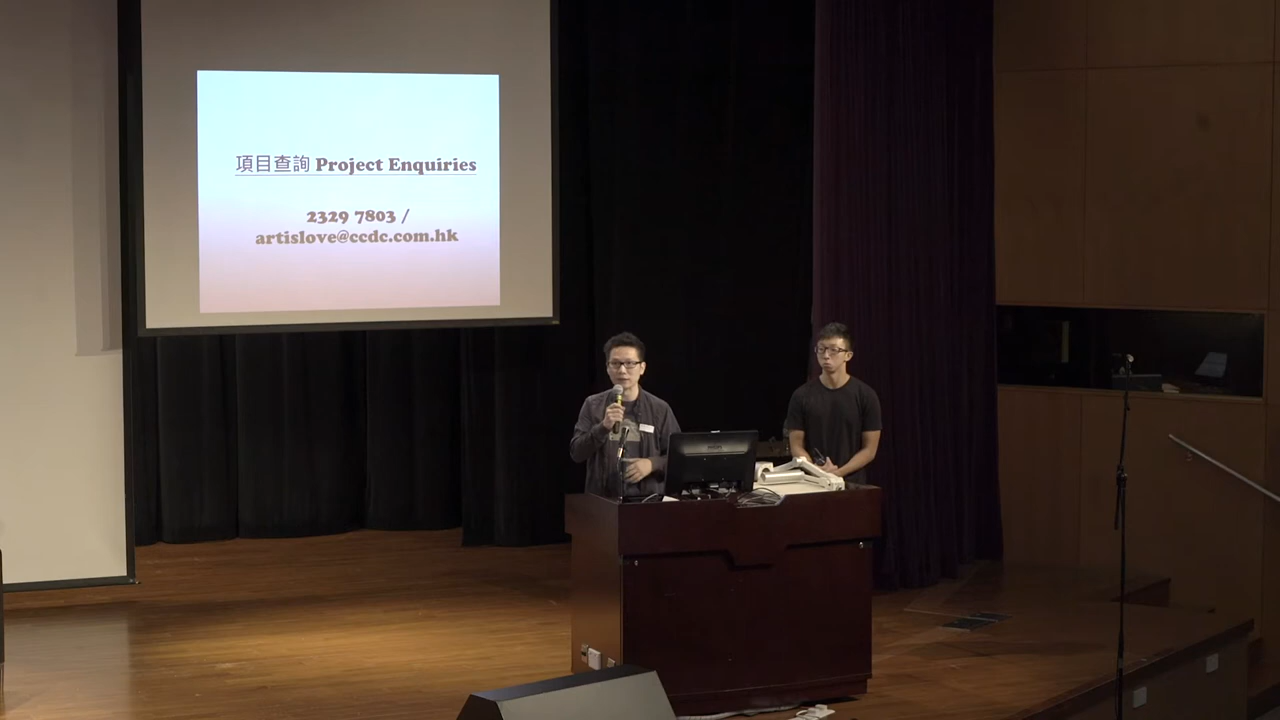 項目查詢 Project Enquiries
2329 7803 /
artislove@ccdc.com.hk